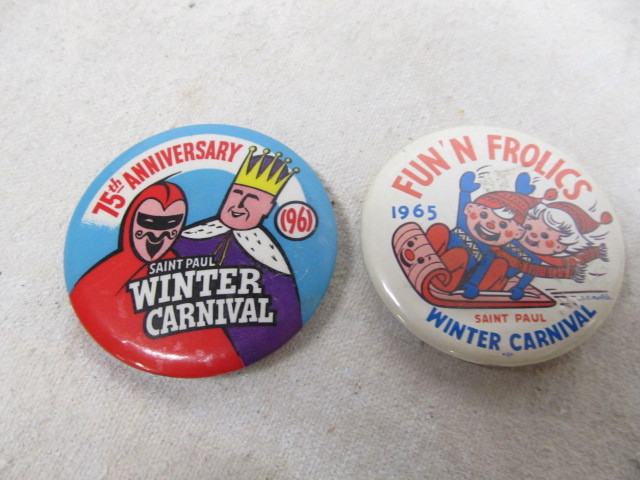 75th ANNIVERSARY
1961
SAINT PAUL
WINTER
CARNIVAL
FUN 'N FROLICS
1965
SAINT PAUL
WINTER CARNIVAL